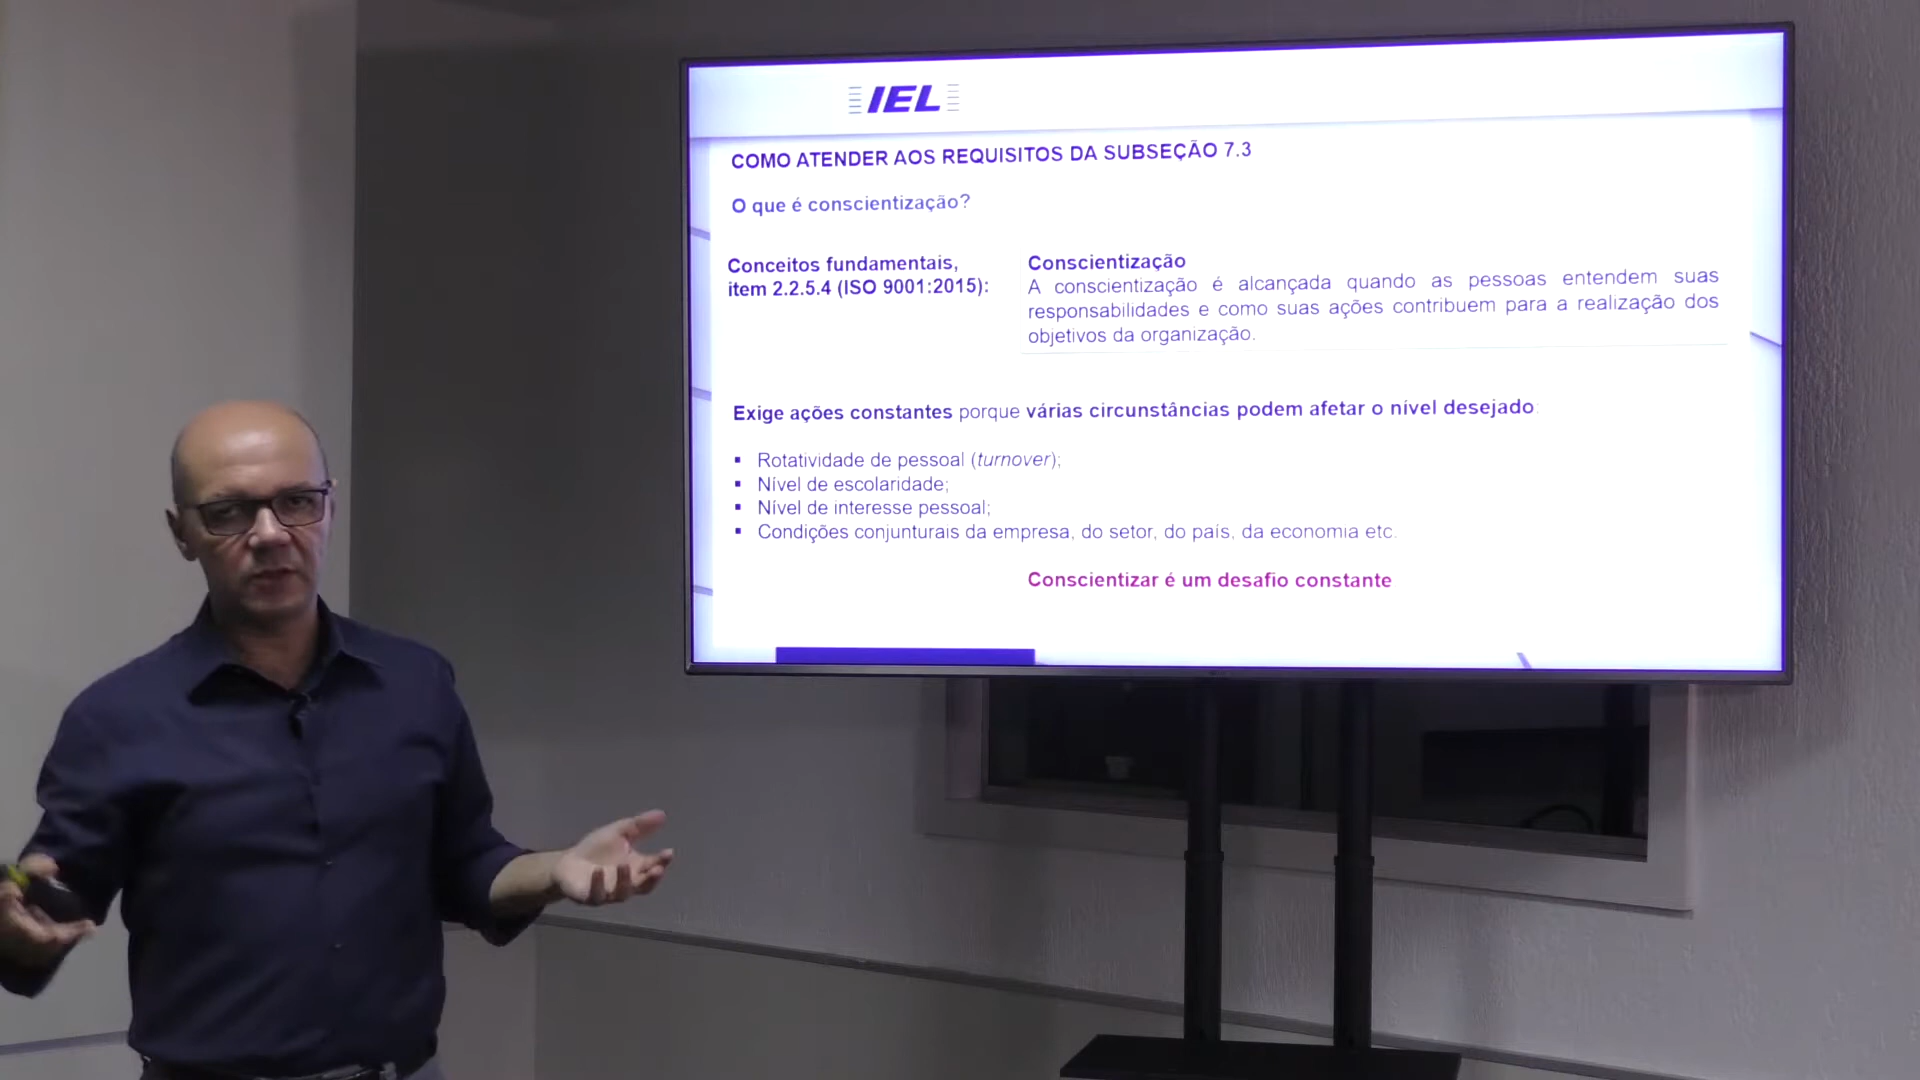 IEL
COMO ATENDER AOS REQUISITOS DA SUBSEÇÃO 7.3
O que é conscientização?
Conceitos fundamentais,
item 2.2.5.4 (ISO 9001:2015):
Conscientização
A conscientização é alcançada quando as pessoas entendem suas
responsabilidades e como suas ações contribuem para a realização dos
objetivos da organização.
Exige ações constantes porque várias circunstâncias podem afetar o nível desejado:
▪ Rotatividade de pessoal (turnover);
▪ Nível de escolaridade;
▪ Nível de interesse pessoal;
▪ Condições conjunturais da empresa, do setor, do país, da economia etc.
Conscientizar é um desafio constante